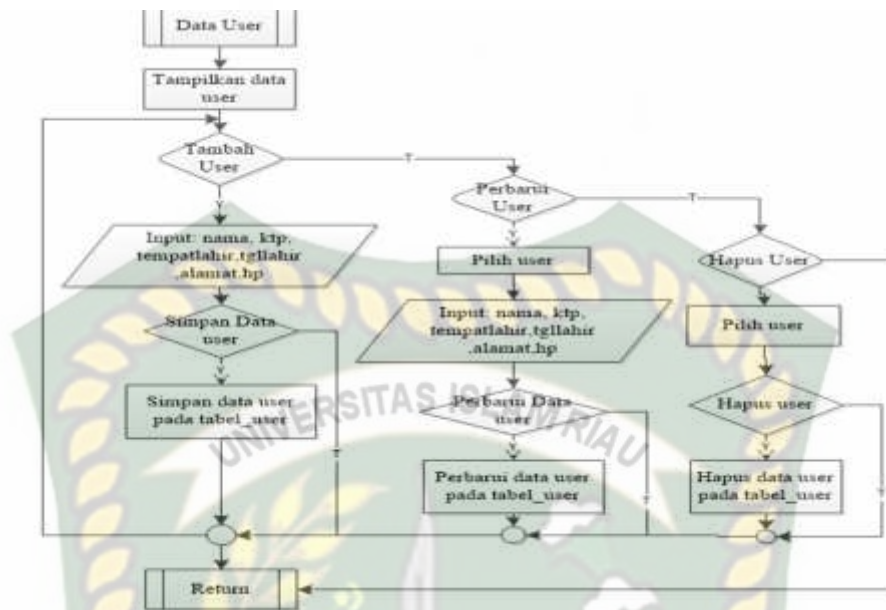 Data User
Tampilkan data
user
Tambah
User
T
Perbarui
User
T
Y
Input: nama, ktp,
tempatlahir,tgllahir
,alamat,hp
Y
Pilih user
Hapus User
Y
Simpan Data
user
Input: nama, ktp,
tempatlahir,tgllahir
,alamat,hp
Pilih user
Y
Simpan data user
pada tabel_user
T
Perbarui Data
user
Hapus user
Y
Y
Perbarui data user
pada tabel_user
T
Hapus data user
pada tabel_user
T
Return
UNIVERSITAS ISLAM RIAU